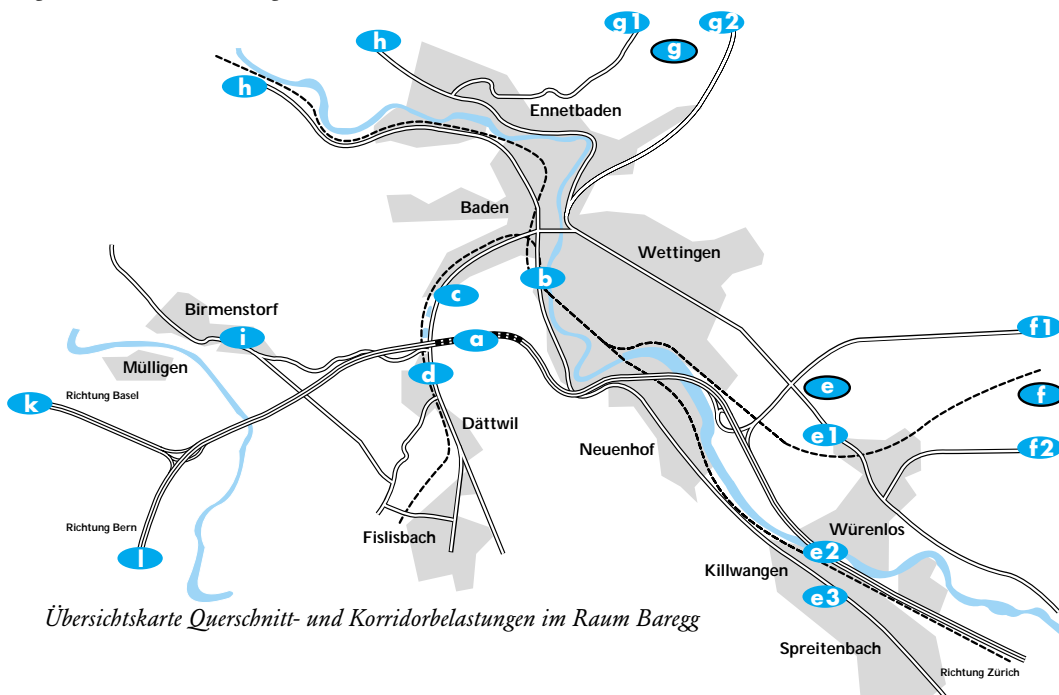 g1
g2
h
g
h
Ennetbaden
Baden
Wettingen
b
c
Birmenstorf
f1
i
a
Mülligen
d
e
f
Richtung Basel
k
Dättwil
e1
Neuenhof
f2
Richtung Bern
Würenlos
Fislisbach
l
e2
Killwangen
e3
Übersichtskarte Querschnitt- und Korridorbelastungen im Raum Baregg
Spreitenbach
Richtung Zürich